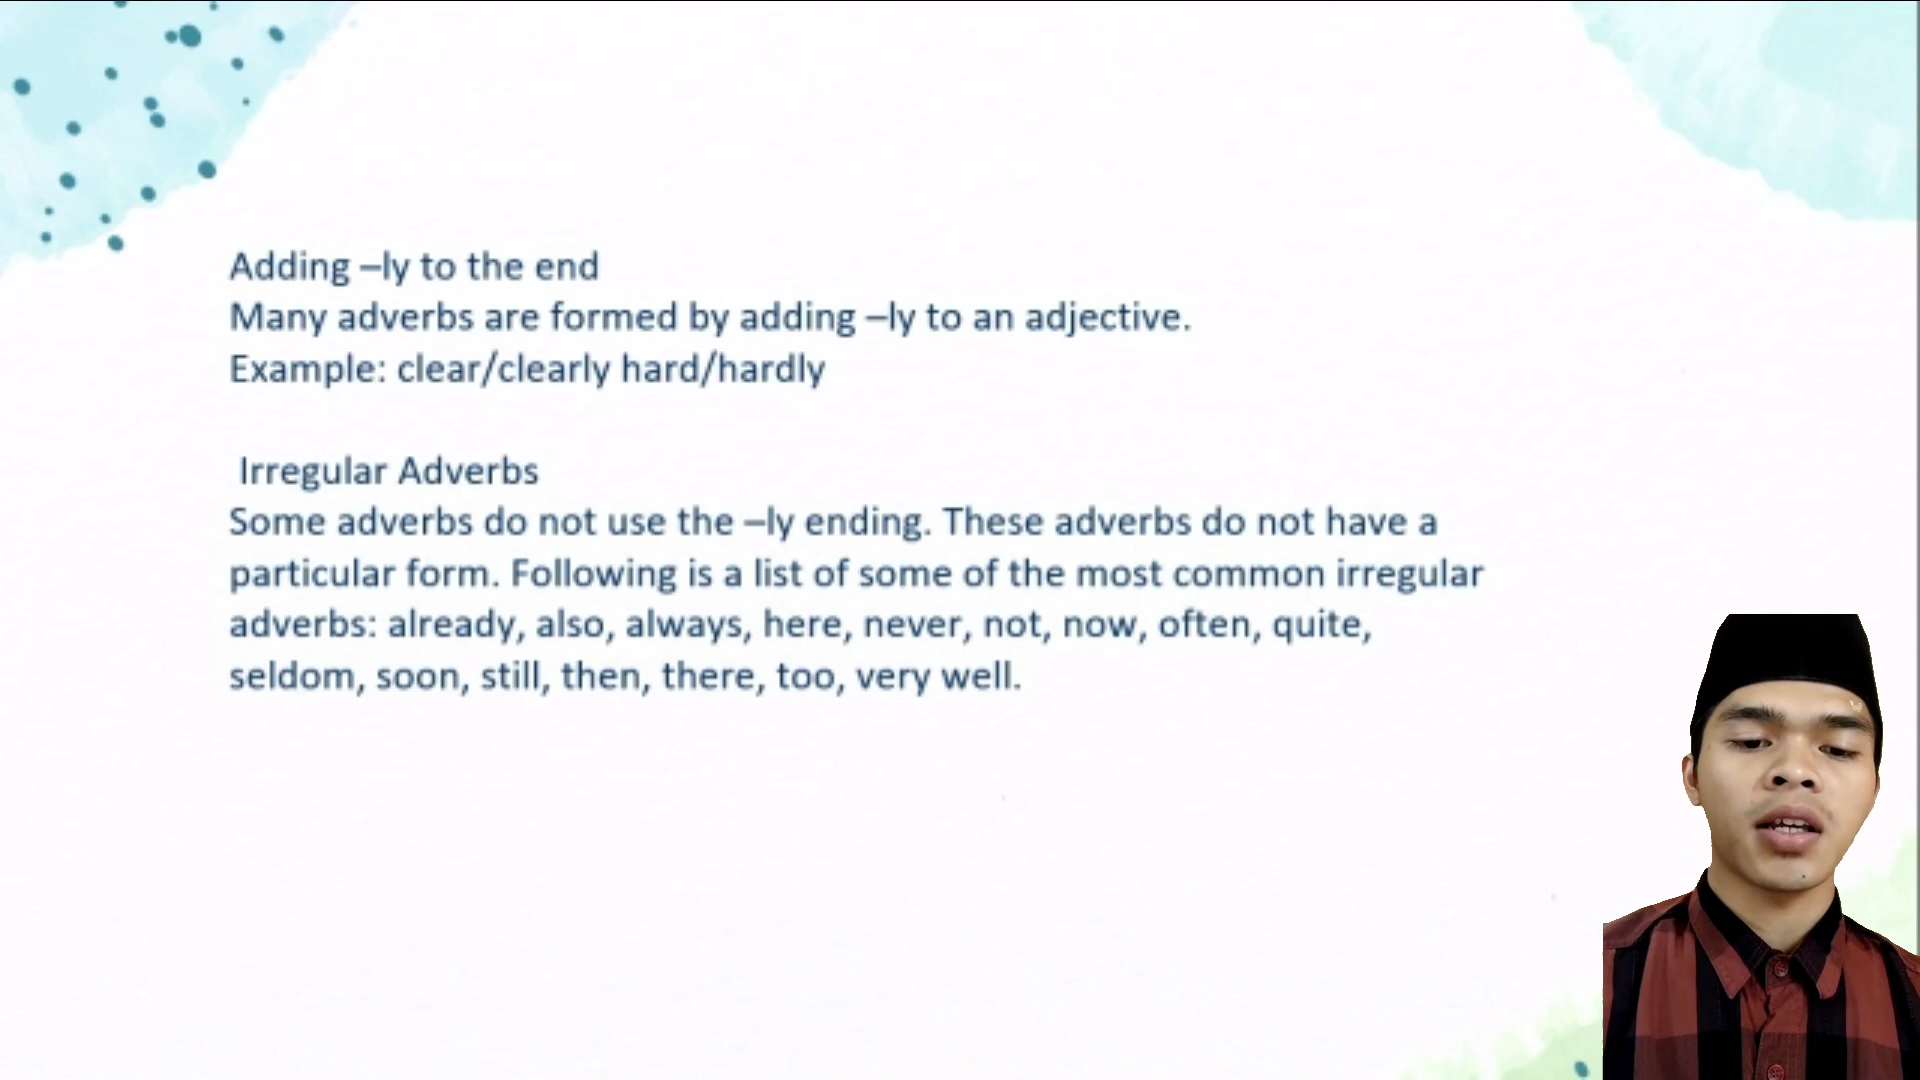 Adding –ly to the end
Many adverbs are formed by adding –ly to an adjective.
Example: clear/clearly hard/hardly
Irregular Adverbs
Some adverbs do not use the –ly ending. These adverbs do not have a
particular form. Following is a list of some of the most common irregular
adverbs: already, also, always, here, never, not, now, often, quite,
seldom, soon, still, then, there, too, very well.